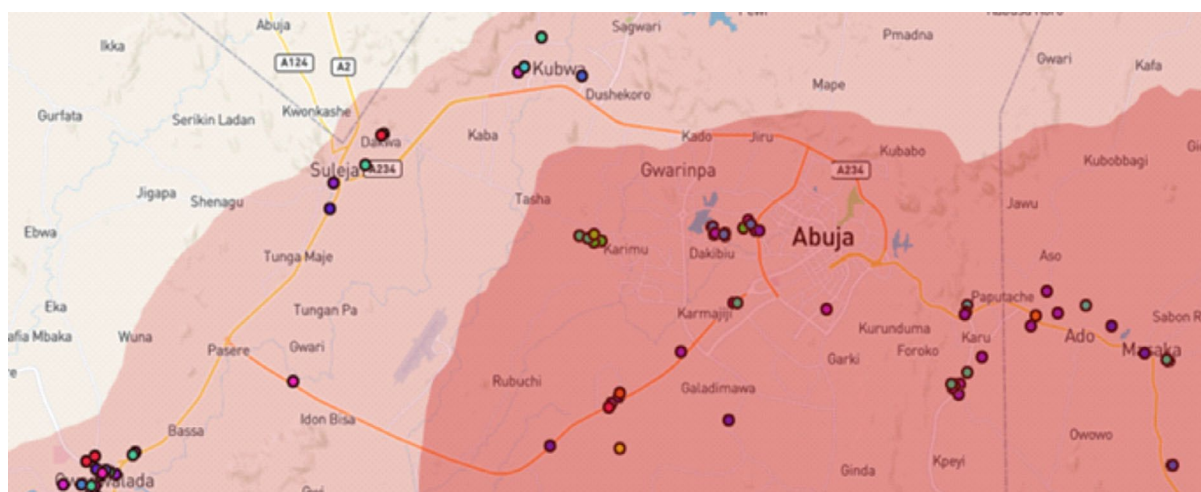 Abuja
Sagwari
Pmadna
Ikka
A124
A2
Kubwa
Gwari
Kafa
Mape
Dushekoro
Gurfata
Serikin Ladan
Kwonkashe
Kaba
Kado
Jiru
Dakwa
Kubabo
Suleja
A234
Gwarinpa
A234
Kubobbagi
Jigapa
Shenagu
Tasha
Jawu
Ebwa
Karimu
Dakibiu
Abuja
Tunga Maje
Aso
Eka
Tungan Pa
Karmajiji
Paputache
Sabon R
afia Mbaka
Wuna
Pasere
Gwari
Kurunduma
Foroko
Karu
Ado
Masaka
Garki
Rubuchi
Galadimawa
Idon Bisa
Bassa
Owowo
Ginda
Kpeyi